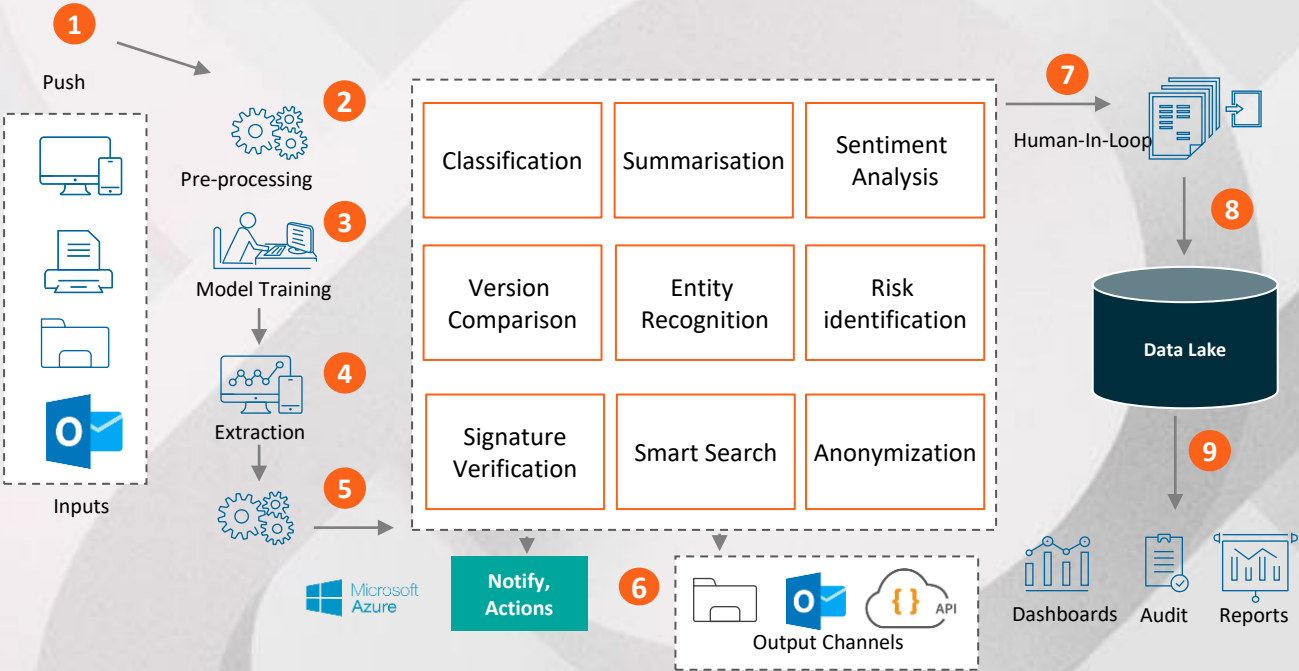 1
Push
Inputs
2
Pre-processing
3
Model Training
4
Extraction
5
Classification
Summarisation
Sentiment
Analysis
Version
Comparison
Entity
Recognition
Risk
identification
Signature
Verification
Smart Search
Anonymization
Microsoft
Azure
Notify,
Actions
6
{ } API
Output Channels
7
Human-In-Loop
8
Data Lake
9
Dashboards
Audit
Reports